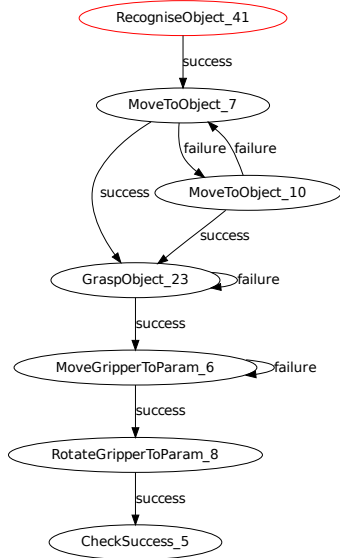 RecogniseObject_41
success
MoveToObject_7
failure
failure
success
MoveToObject_10
success
GraspObject_23
failure
success
MoveGripperToParam_6
failure
success
RotateGripperToParam_8
success
CheckSuccess_5